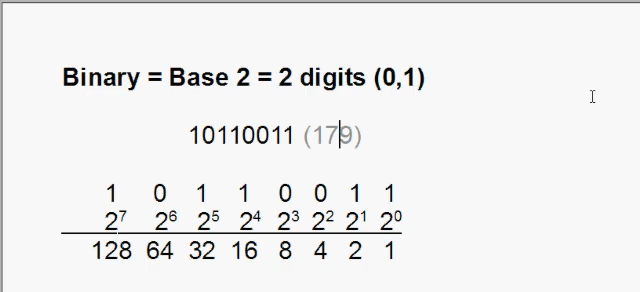 Binary = Base 2 = 2 digits (0,1)
10110011 (179)
1 0 1 1 0 0 1 1
2⁷ 2⁶ 2⁵ 2⁴ 2³ 2² 2¹ 2⁰
128 64 32 16 8 4 2 1